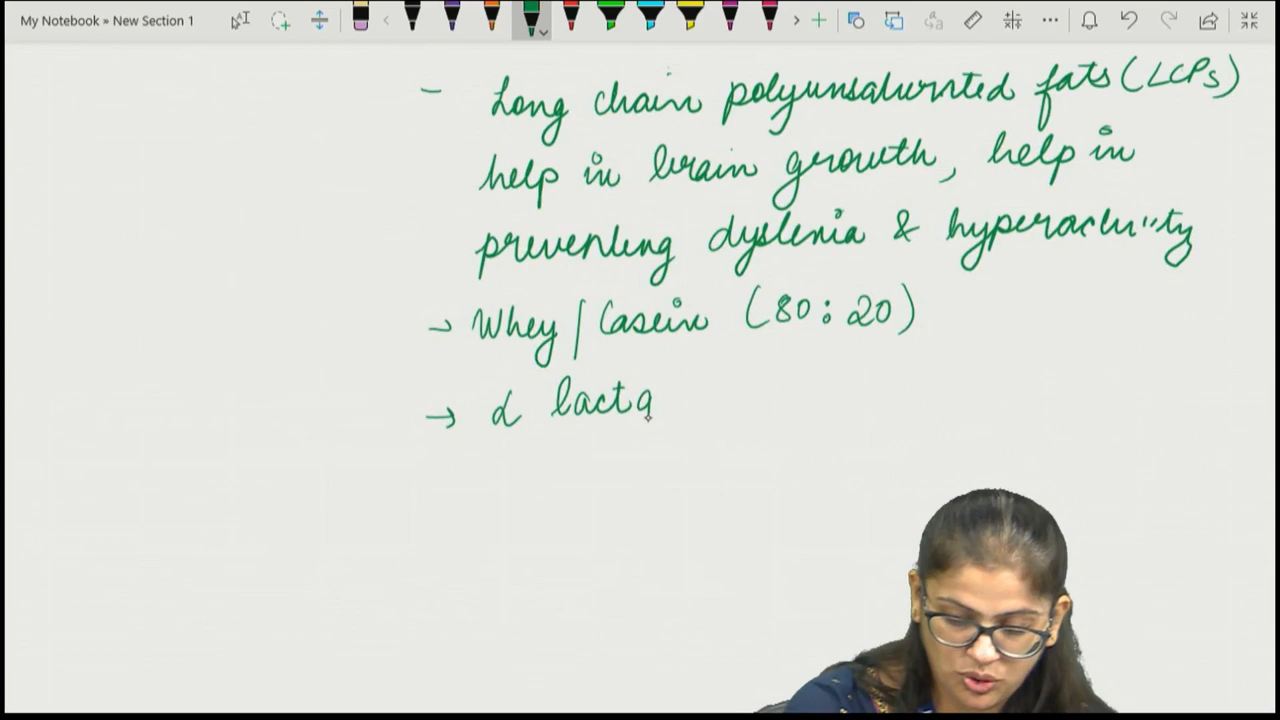 My Notebook » New Section 1
- Long chain polyunsaturated fats (LCPs)
help in brain growth, help in
preventing dyslexia & hyperactivity
→ Whey / Casein (80:20)
→ α lacta